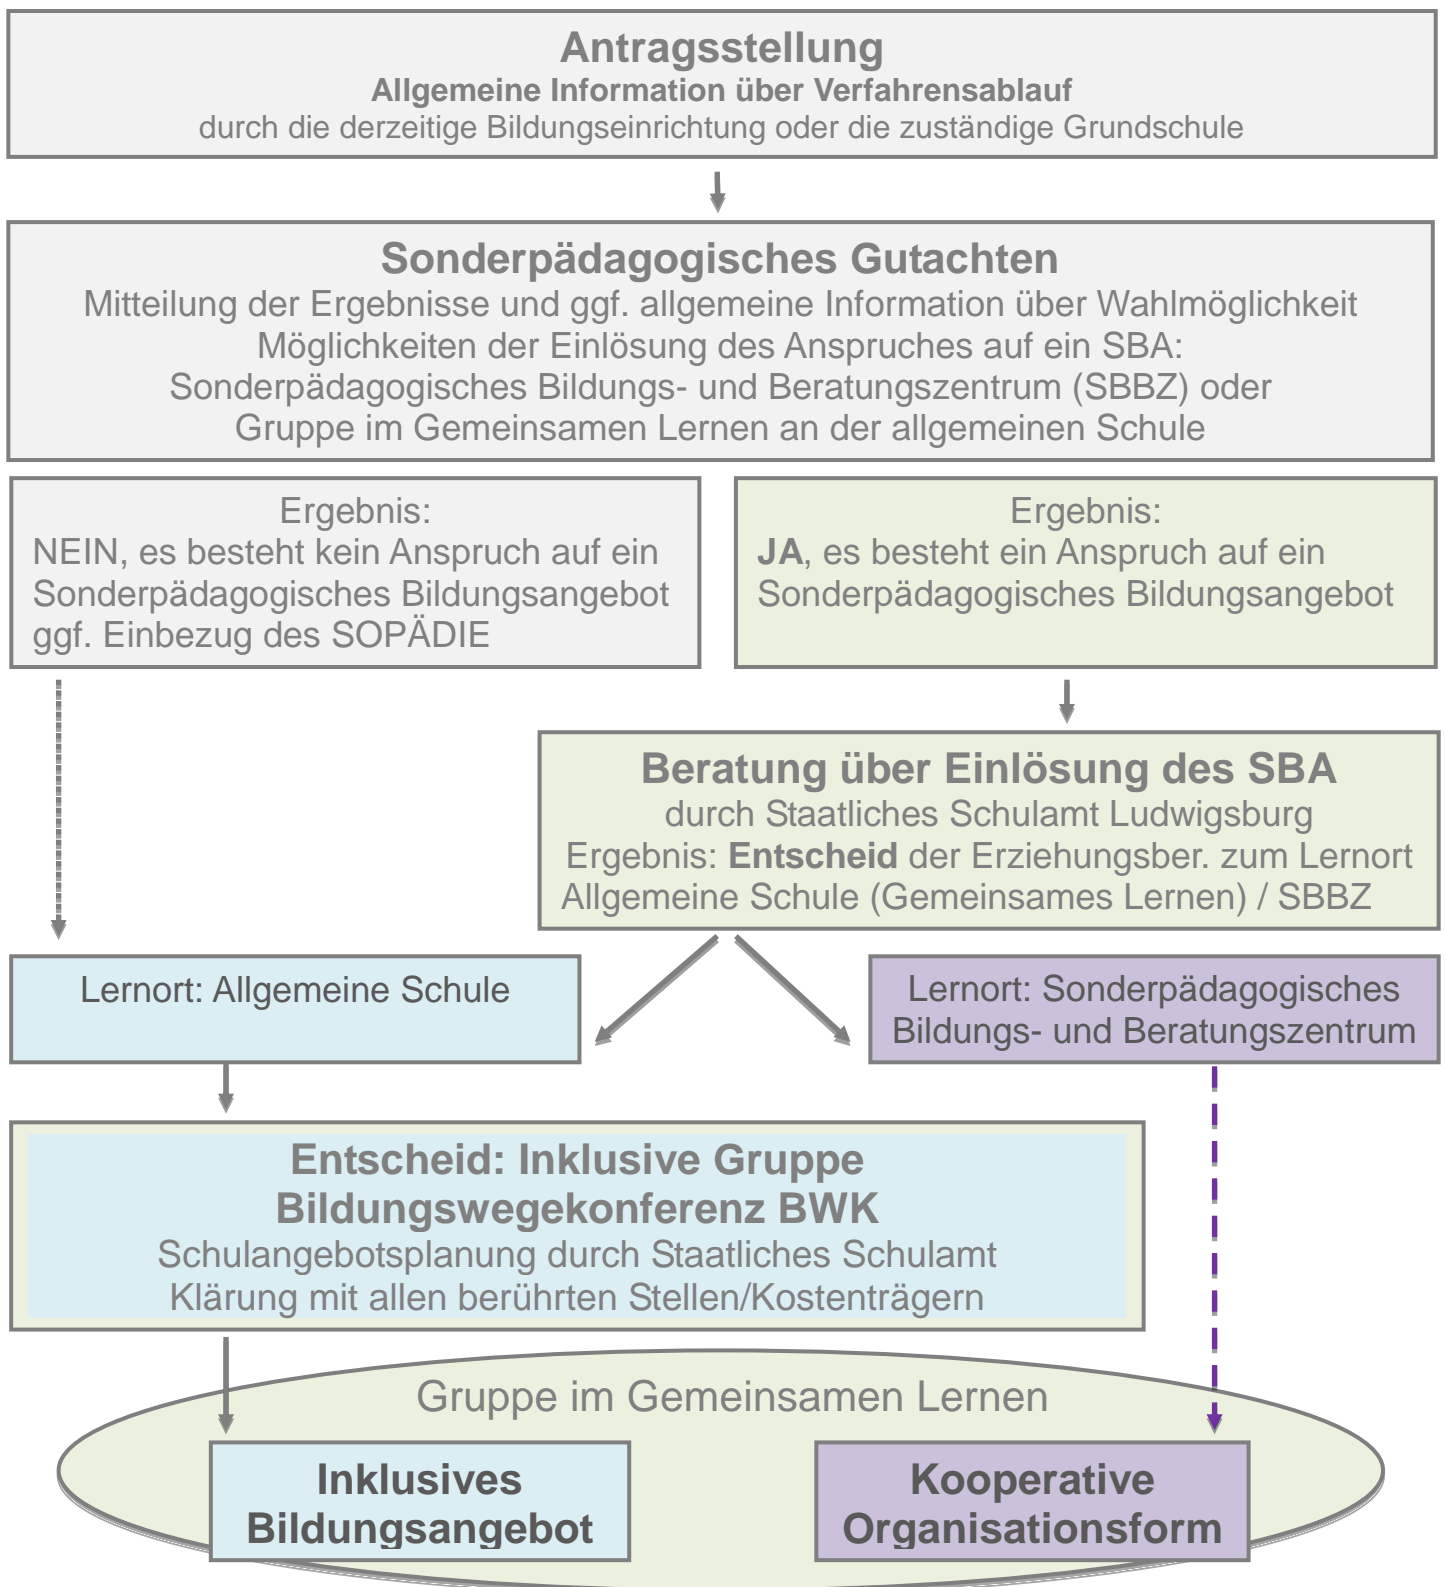 Antragsstellung
Allgemeine Information über Verfahrensablauf
durch die derzeitige Bildungseinrichtung oder die zuständige Grundschule
Sonderpädagogisches Gutachten
Mitteilung der Ergebnisse und ggf. allgemeine Information über Wahlmöglichkeit
Möglichkeiten der Einlösung des Anspruches auf ein SBA:
Sonderpädagogisches Bildungs- und Beratungszentrum (SBBZ) oder
Gruppe im Gemeinsamen Lernen an der allgemeinen Schule
Ergebnis:
NEIN, es besteht kein Anspruch auf ein
Sonderpädagogisches Bildungsangebot
ggf. Einbezug des SOPÄDIE
Ergebnis:
JA, es besteht ein Anspruch auf ein
Sonderpädagogisches Bildungsangebot
Beratung über Einlösung des SBA
durch Staatliches Schulamt Ludwigsburg
Ergebnis: Entscheid der Erziehungsber. zum Lernort
Allgemeine Schule (Gemeinsames Lernen) / SBBZ
Lernort: Allgemeine Schule
Lernort: Sonderpädagogisches
Bildungs- und Beratungszentrum
Entscheid: Inklusive Gruppe
Bildungswegekonferenz BWK
Schulangebotsplanung durch Staatliches Schulamt
Klärung mit allen berührten Stellen/Kostenträgern
Gruppe im Gemeinsamen Lernen
Inklusives
Bildungsangebot
Kooperative
Organisationsform